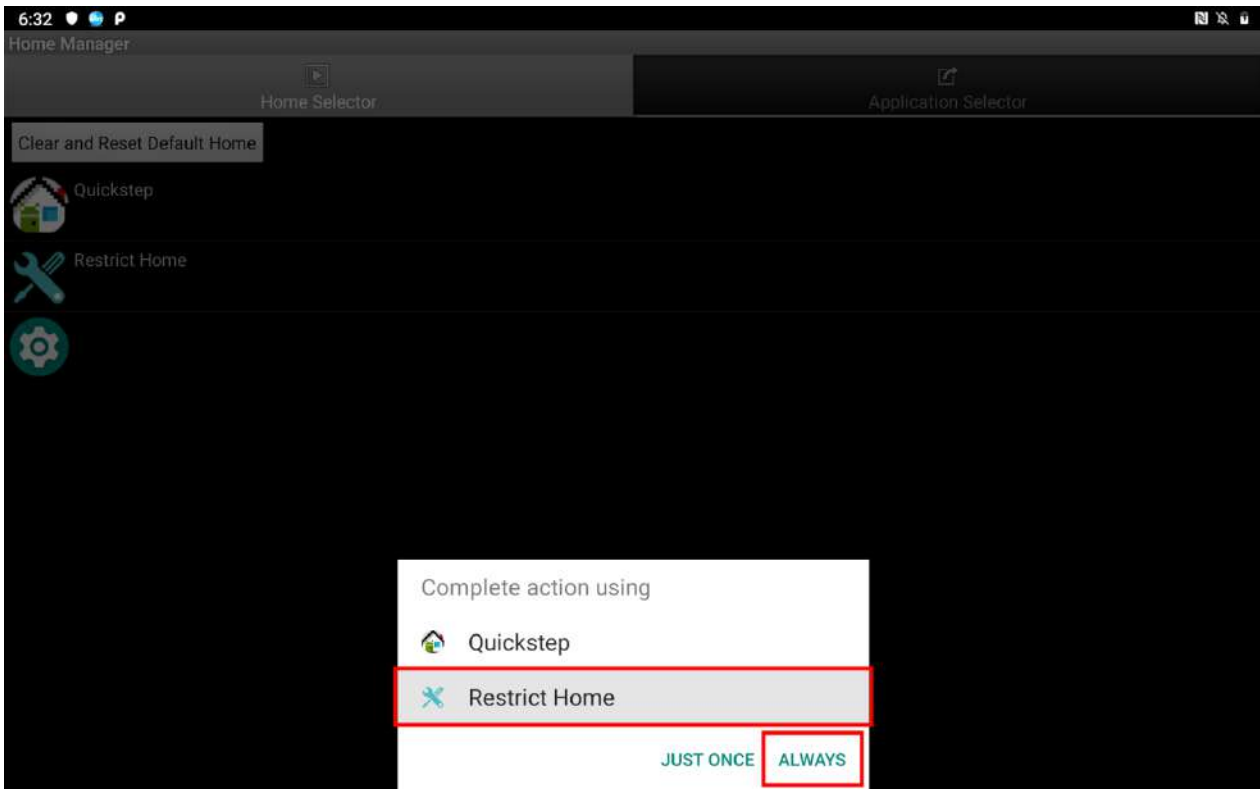 6:32
Home Manager
Home Selector
Application Selector
Clear and Reset Default Home
Quickstep
Restrict Home
Complete action using
Quickstep
Restrict Home
JUST ONCE ALWAYS